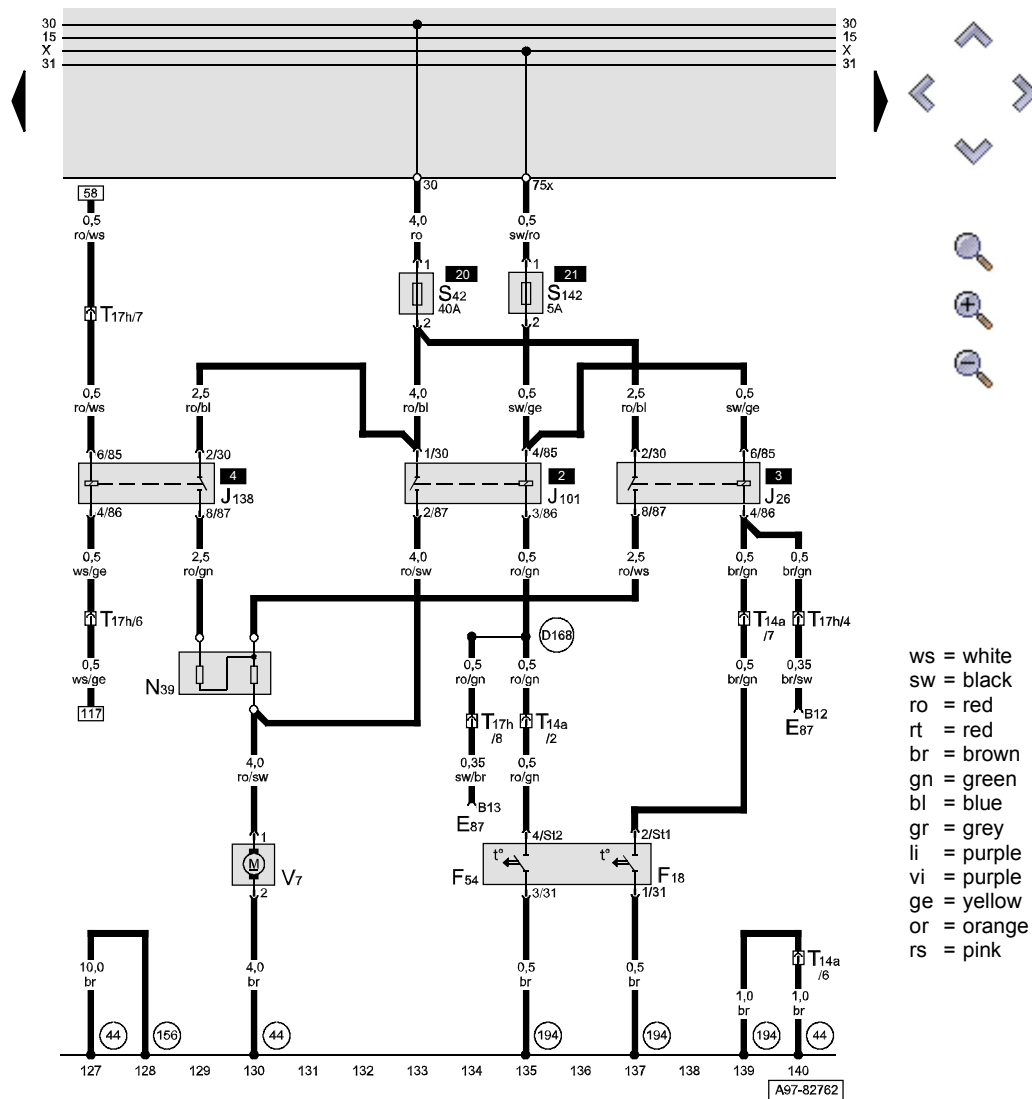 30
15
X
31
30
15
X
31
30
75x
58
0,5
ro/ws
4,0
ro
0,5
sw/ro
1
20
S42
40A
2
1
21
S142
5A
2
T17h/7
0,5
ro/ws
2,5
ro/bl
4,0
ro/bl
0,5
sw/ge
2,5
ro/bl
0,5
sw/ge
6/85
2/30
1/30
4/85
2/30
6/85
4
J138
2
J101
3
J26
4/86
8/87
2/87
3/86
8/87
4/86
0,5
ws/ge
2,5
ro/gn
4,0
ro/sw
0,5
ro/gn
2,5
ro/ws
0,5
br/gn
0,5
br/gn
T17h/6
T14a
/7
T17h/4
D168
0,5
ws/ge
N39
0,5
ro/gn
0,5
ro/gn
0,5
br/gn
0,35
br/sw
117
B12
E87
T17h
/8
T14a
/2
4,0
ro/sw
0,35
sw/br
0,5
ro/gn
B13
E87
1
M
V7
2
4/St2
2/St1
t°
t°
F54
F18
3/31
1/31
10,0
br
4,0
br
0,5
br
0,5
br
T14a
/6
1,0
br
1,0
br
44
156
44
194
194
194
44
127 128 129 130 131 132 133 134 135 136 137 138 139 140
A97-82762
ws = white
sw = black
ro = red
rt = red
br = brown
gn = green
bl = blue
gr = grey
li = purple
vi = purple
ge = yellow
or = orange
rs = pink